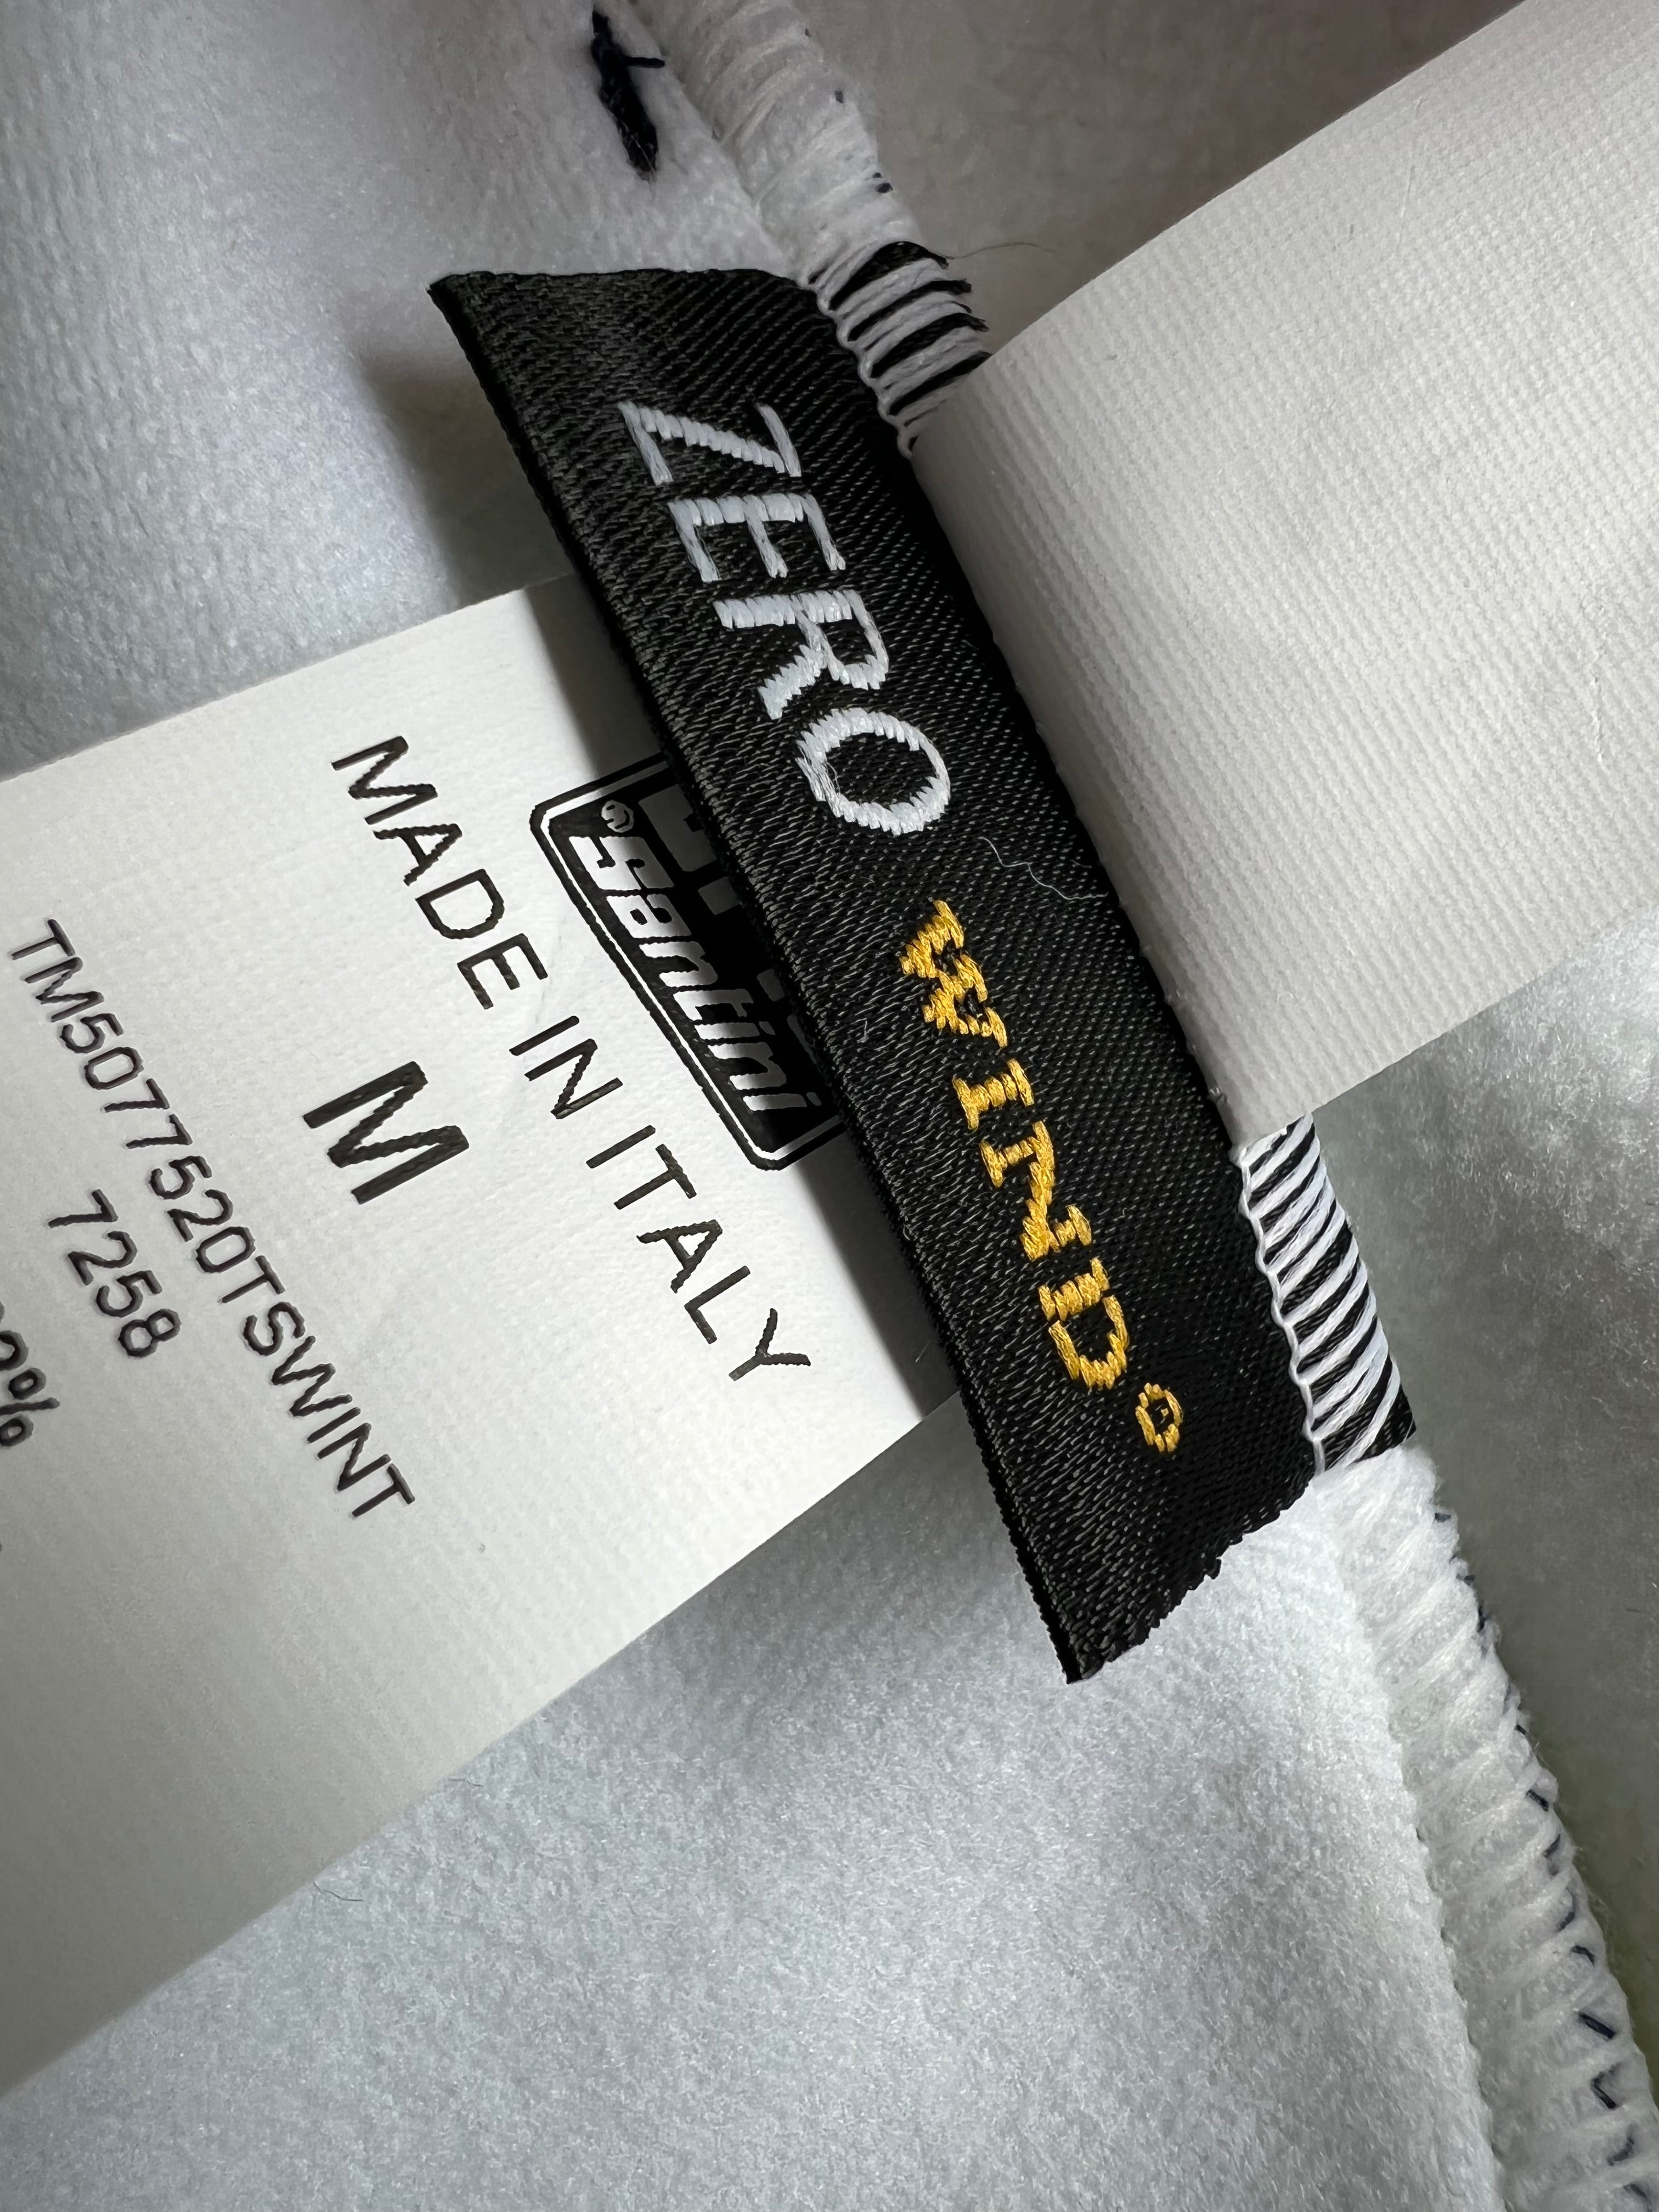 ZERO WIND®
Santini®
MADE IN ITALY
M
TM5077520TSWINT
7258